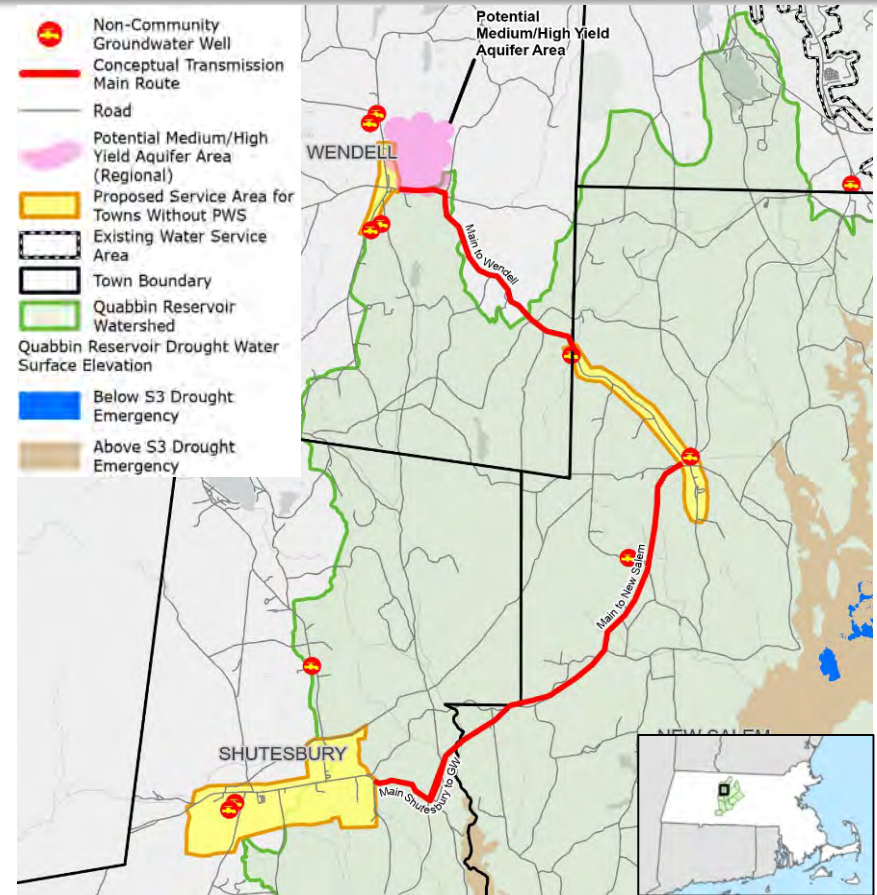 Non-Community
Groundwater Well
Conceptual Transmission
Main Route
Road
Potential Medium/High
Yield Aquifer Area
(Regional)
Proposed Service Area for
Towns Without PWS
Existing Water Service
Area
Town Boundary
Quabbin Reservoir
Watershed
Quabbin Reservoir Drought Water
Surface Elevation
Below S3 Drought
Emergency
Above S3 Drought
Emergency
Potential
Medium/High Yield
Aquifer Area
WENDELL
Main to Wendell
Main to New Salem
SHUTESBURY
Main Shutesbury to GW
NEW SALEM